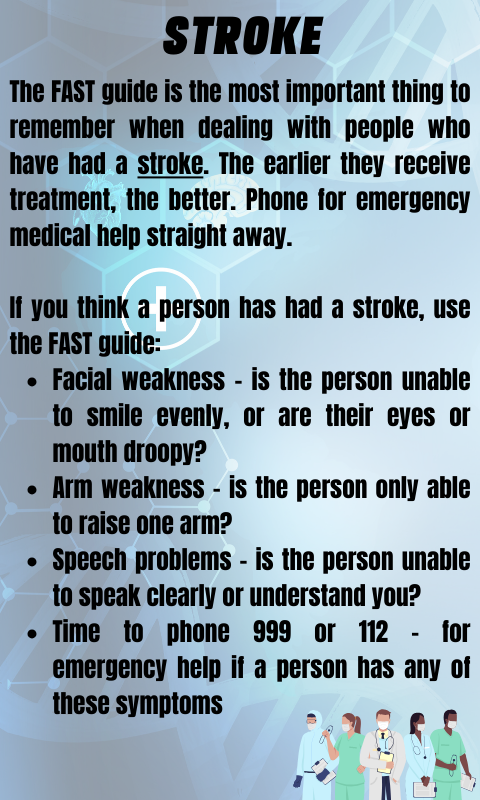 STROKE
The FAST guide is the most important thing to
remember when dealing with people who
have had a stroke. The earlier they receive
treatment, the better. Phone for emergency
medical help straight away.
If you think a person has had a stroke, use
the FAST guide:
• Facial weakness - is the person unable
to smile evenly, or are their eyes or
mouth droopy?
• Arm weakness - is the person only able
to raise one arm?
• Speech problems - is the person unable
to speak clearly or understand you?
• Time to phone 999 or 112 - for
emergency help if a person has any of
these symptoms